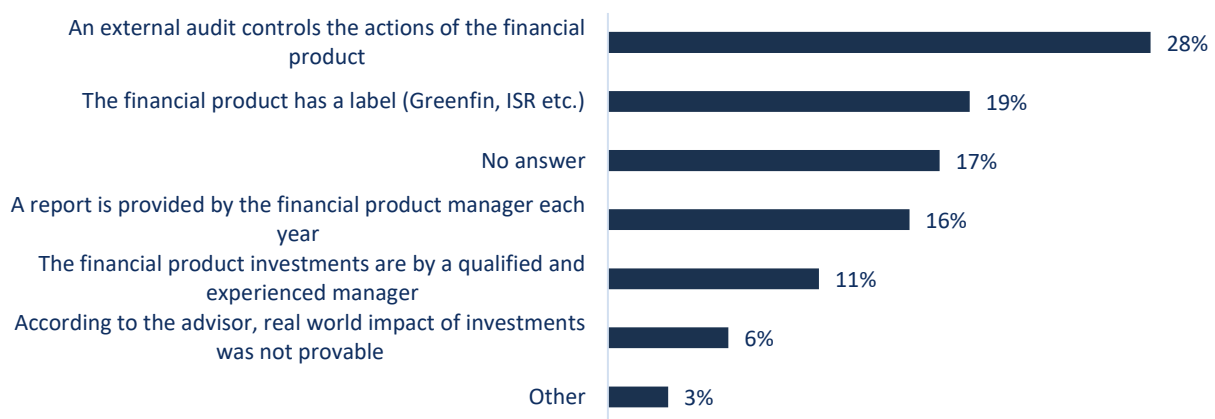 An external audit controls the actions of the financial
product
28%
The financial product has a label (Greenfin, ISR etc.)
19%
No answer
17%
A report is provided by the financial product manager each
year
16%
The financial product investments are by a qualified and
experienced manager
11%
According to the advisor, real world impact of investments
was not provable
6%
Other
3%